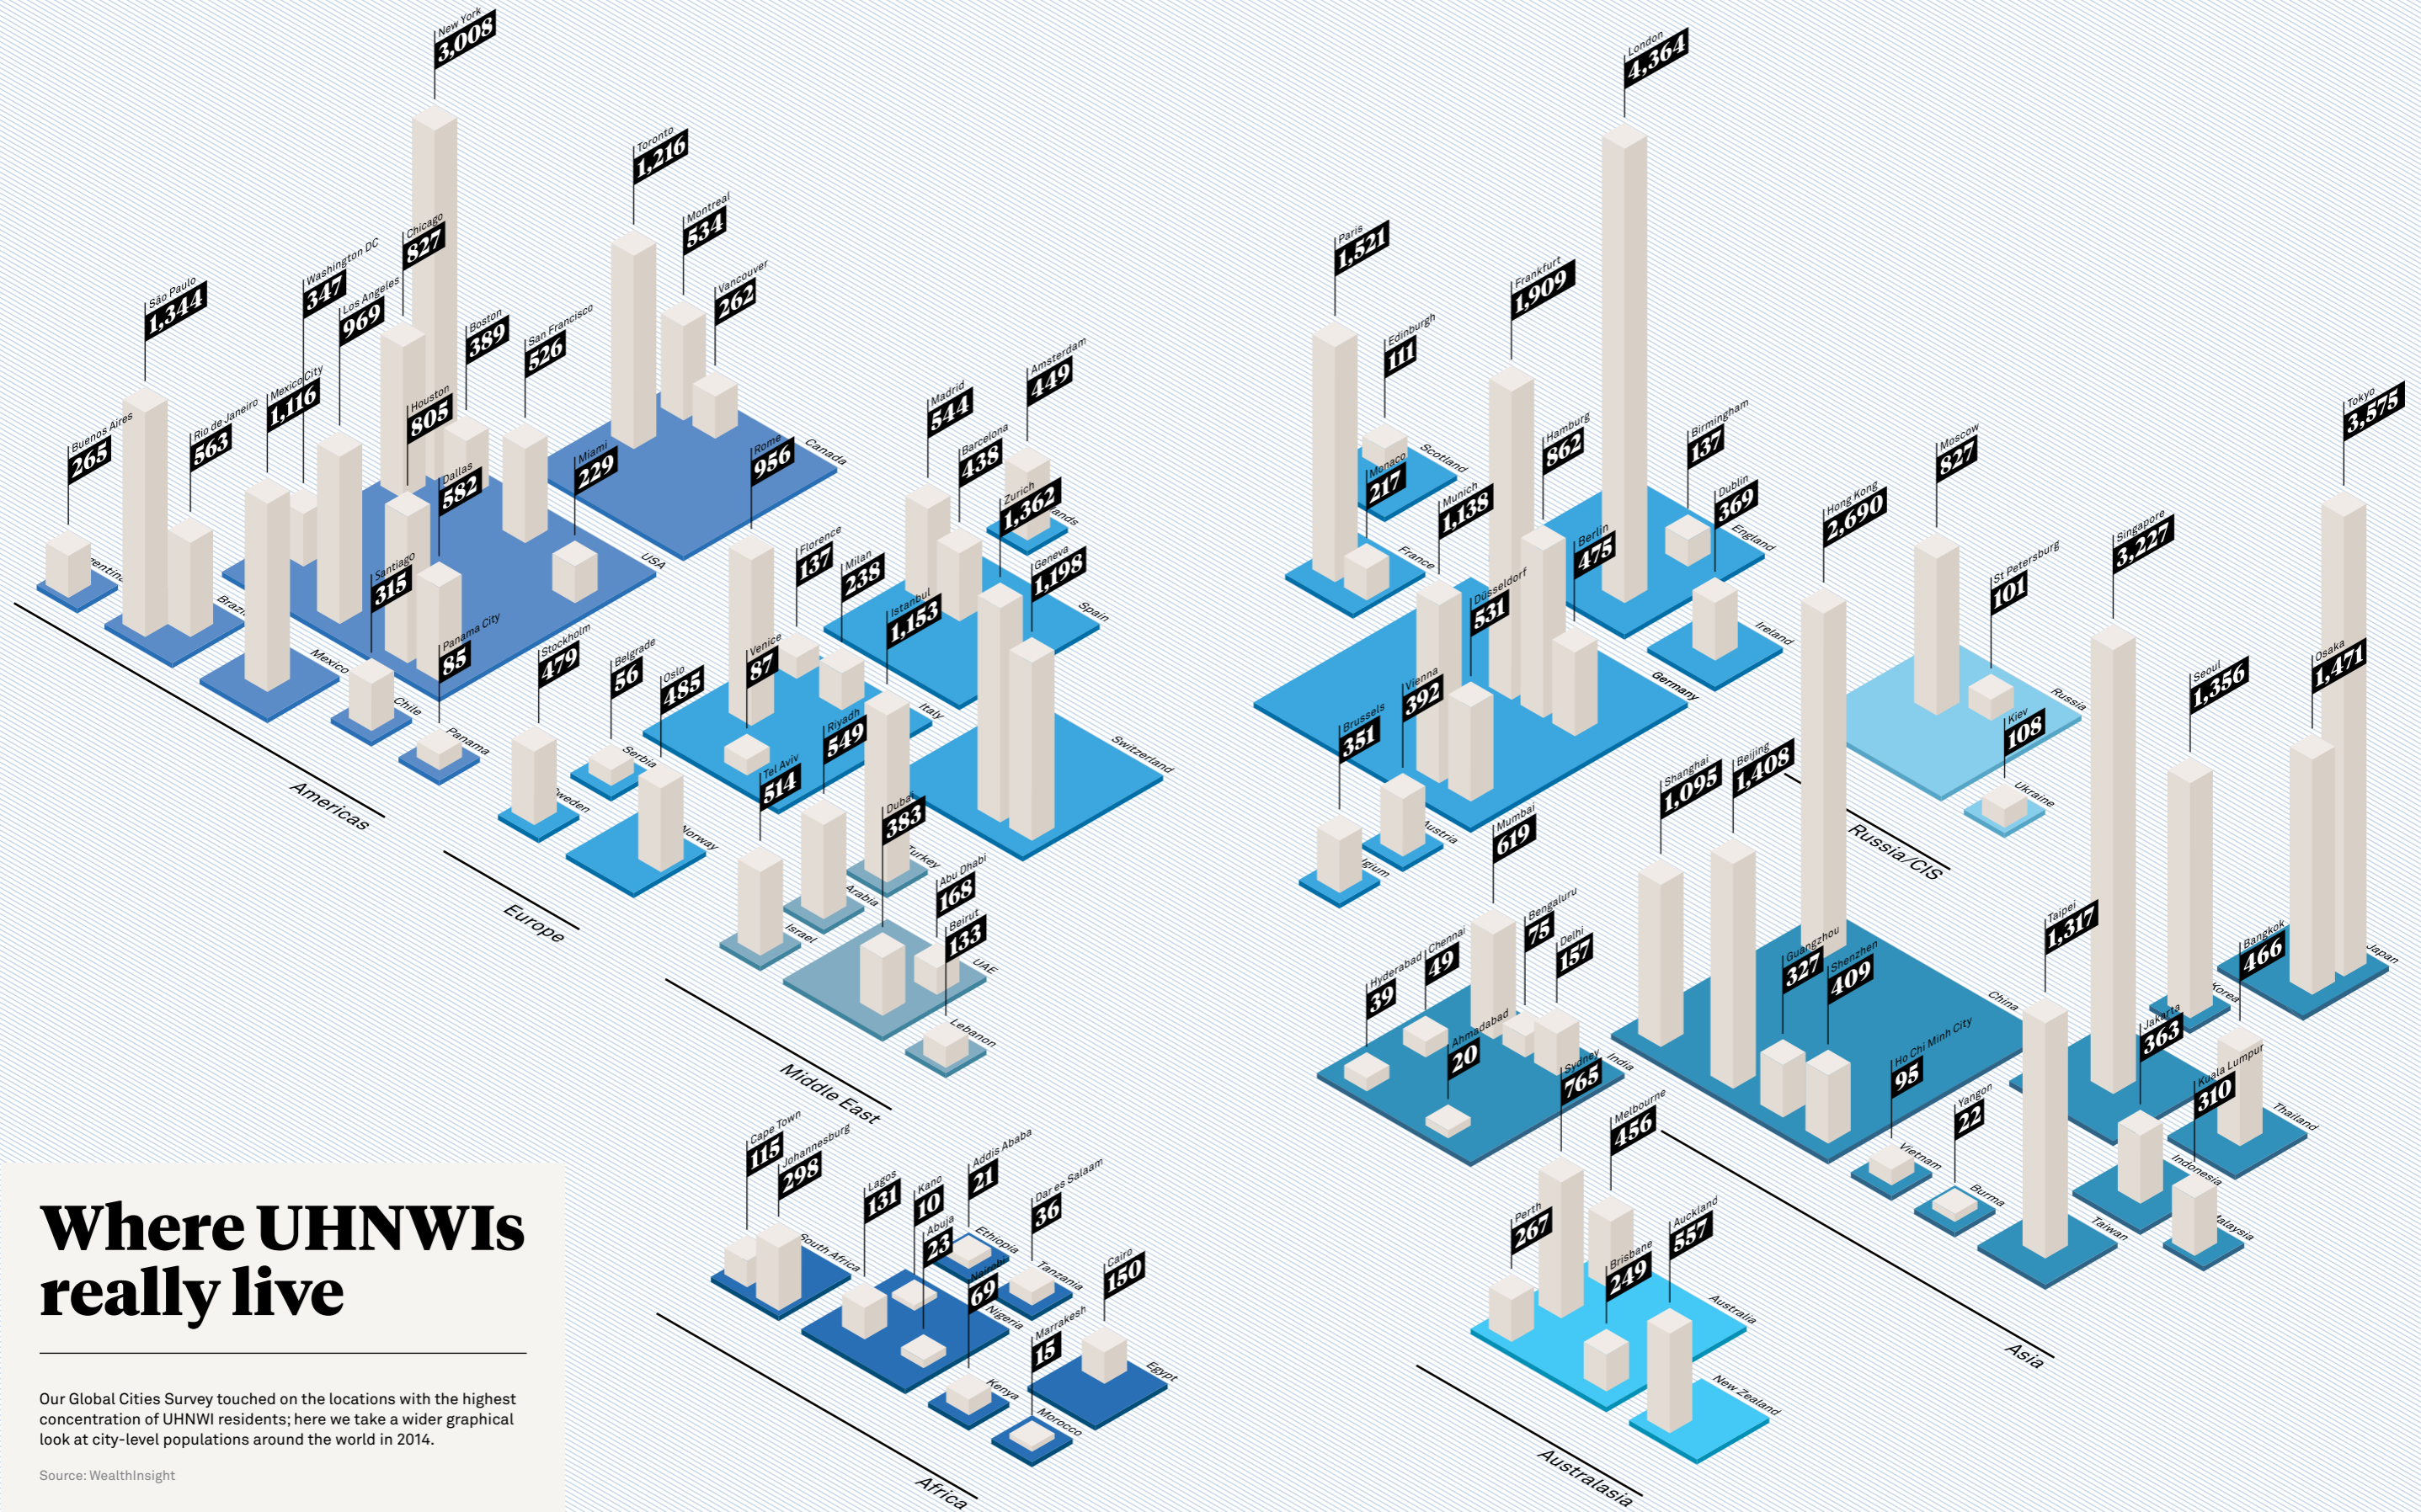 New York
3,008
London
4,364
Toronto
1,216
Montreal
534
Vancouver
262
Chicago
827
Washington DC
347
Los Angeles
969
Boston
389
San Francisco
526
São Paulo
1,344
Buenos Aires
265
Rio de Janeiro
563
Mexico City
1,116
Houston
805
Dallas
582
Miami
229
Santiago
315
Panama City
85
Canada
USA
Mexico
Chile
Panama
Americas
Rome
956
Florence
137
Milan
238
Venice
87
Italy
Madrid
544
Barcelona
438
Spain
Amsterdam
449
Zurich
1,362
Geneva
1,198
Switzerland
Stockholm
479
Belgrade
56
Serbia
Oslo
485
Europe
Istanbul
1,153
Turkey
Riyadh
549
Arabia
Tel Aviv
514
Israel
Dubai
383
Abu Dhabi
168
UAE
Beirut
133
Lebanon
Middle East
Paris
1,521
Monaco
217
France
Edinburgh
111
Scotland
Frankfurt
1,909
Hamburg
862
Munich
1,138
Berlin
475
Düsseldorf
531
Germany
Birmingham
137
England
Dublin
369
Ireland
Vienna
392
Brussels
351
Moscow
827
St Petersburg
101
Russia
Kiev
108
Ukraine
Russia/CIS
Hong Kong
2,690
Shanghai
1,095
Beijing
1,408
Guangzhou
327
Shenzhen
409
China
Mumbai
619
Bengaluru
75
Delhi
157
Chennai
49
Hyderabad
39
Ahmadabad
20
India
Singapore
3,227
Tokyo
3,575
Osaka
1,471
Japan
Seoul
1,356
Korea
Taipei
1,317
Taiwan
Bangkok
466
Thailand
Jakarta
363
Indonesia
Kuala Lumpur
310
Ho Chi Minh City
95
Vietnam
Yangon
22
Burma
Asia
Cape Town
115
Johannesburg
298
South Africa
Lagos
131
Kano
10
Abuja
23
Nigeria
Addis Ababa
21
Ethiopia
Dar es Salaam
36
Tanzania
Nairobi
69
Kenya
Marrakesh
15
Morocco
Cairo
150
Egypt
Africa
Sydney
765
Melbourne
456
Perth
267
Brisbane
249
Australia
Auckland
557
New Zealand
Australasia
Where UHNWIs
really live
Our Global Cities Survey touched on the locations with the highest
concentration of UHNWI residents; here we take a wider graphical
look at city-level populations around the world in 2014.
Source: WealthInsight